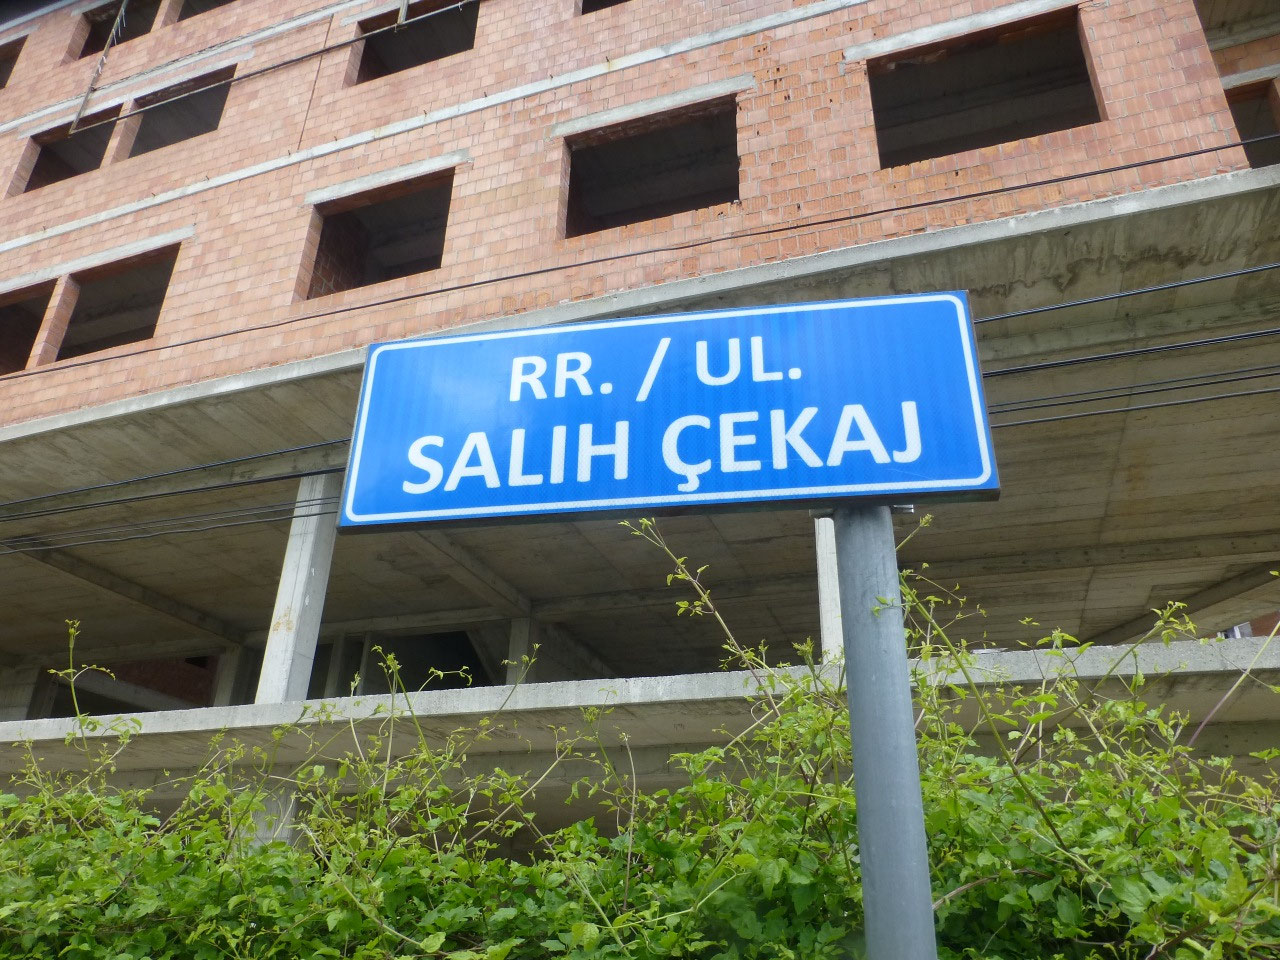 RR. / UL.
SALIH ÇEKAJ